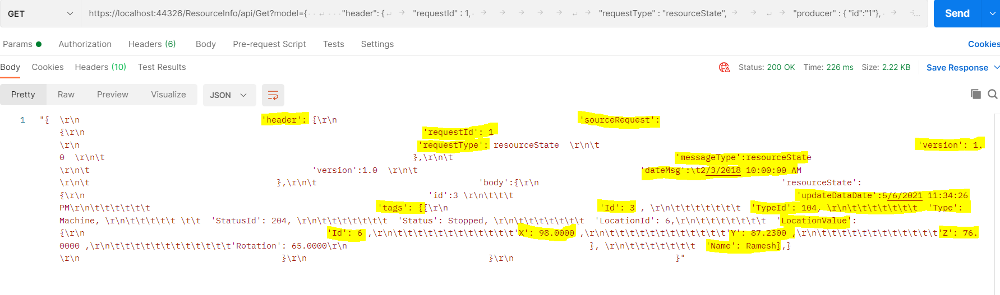 GET https://localhost:44326/ResourceInfo/api/Get?model={ "header": { "requestId" : 1, "requestType" : "resourceState", "producer" : { "id":"1"}, ... Send
Params Authorization Headers (6) Body Pre-request Script Tests Settings Cookies
Body Cookies Headers (10) Test Results Status: 200 OK Time: 226 ms Size: 2.22 KB Save Response
Pretty Raw Preview Visualize JSON
1 "{ \r\n 'header': {\r\n 'sourceRequest':
{\r\n 'requestId': 1
\r\n 'requestType': resourceState \r\n\t 'version': 1.
0 \r\n\t },\r\n\t 'messageType':resourceState
\r\n\t 'version':1.0 \r\n\t 'dateMsg':\t2/3/2018 10:00:00 AM
\r\n\t },\r\n\t 'body':{\r\n 'resourceState':
{\r\n 'id':3 \r\n\t\t\t 'updateDataDate':5/6/2021 11:34:26
PM\r\n\t\t\t\t\t\t 'tags': {{\r\n 'Id': 3 , \r\n\t\t\t\t\t\t\t 'TypeId': 104, \r\n\t\t\t\t\t\t\t 'Type':
Machine, \r\n\t\t\t\t\t \t\t 'StatusId': 204, \r\n\t\t\t\t\t\t\t 'Status': Stopped, \r\n\t\t\t\t\t\t\t 'LocationId': 6,\r\n\t\t\t\t\t\t\t 'LocationValue':
{\r\n 'Id': 6 ,\r\n\t\t\t\t\t\t\t\t\t\t\t\t'X': 98.0000 ,\r\n\t\t\t\t\t\t\t\t\t\t\t\t'Y': 87.2300 ,\r\n\t\t\t\t\t\t\t\t\t\t\t\t'Z': 76.
0000 ,\r\n\t\t\t\t\t\t\t\t\t\t\t\t'Rotation': 65.0000\r\n }, \r\n\t\t\t\t\t\t\t 'Name': Ramesh},}
\r\n }\r\n }\r\n }"